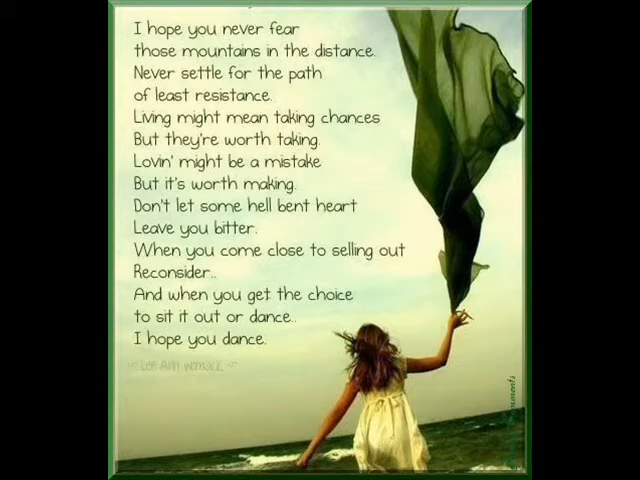 I hope you never fear
those mountains in the distance.
Never settle for the path
of least resistance.
Living might mean taking chances
But they're worth taking.
Lovin' might be a mistake
But it's worth making.
Don't let some hell bent heart
Leave you bitter.
When you come close to selling out
Reconsider..
And when you get the choice
to sit it out or dance..
I hope you dance.
Lee Ann Womack